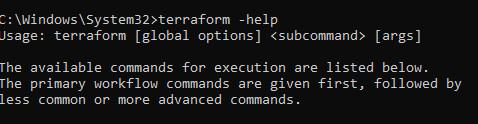 C:\Windows\System32>terraform -help
Usage: terraform [global options] <subcommand> [args]
The available commands for execution are listed below.
The primary workflow commands are given first, followed by
less common or more advanced commands.